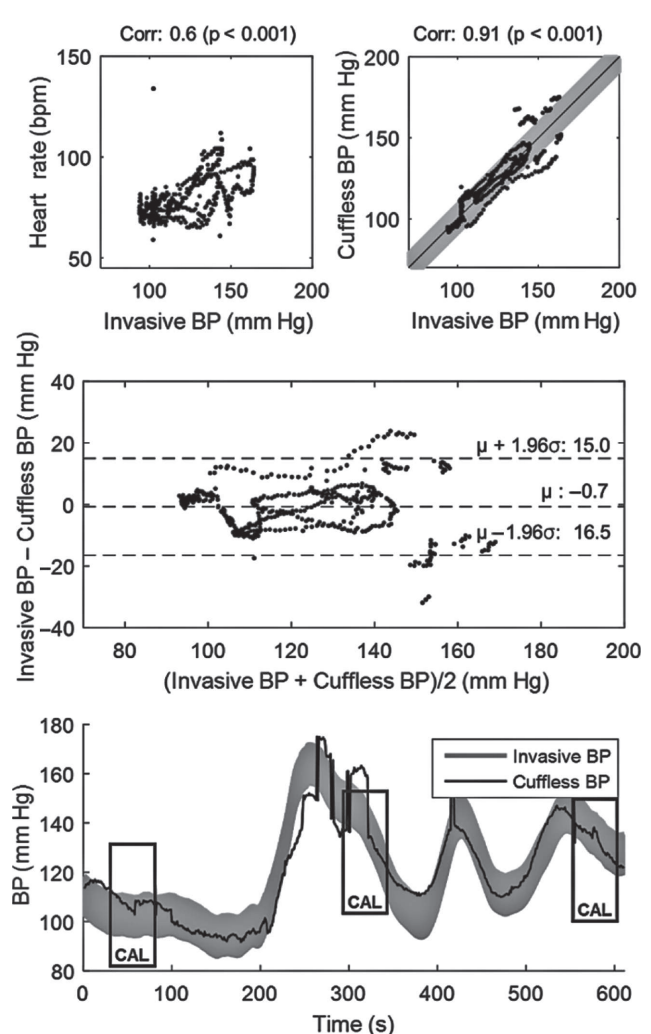 Corr: 0.6 (p < 0.001)
150
100
50
Heart rate (bpm)
100 150 200
Invasive BP (mm Hg)
Corr: 0.91 (p < 0.001)
200
150
100
Cuffless BP (mm Hg)
100 150 200
Invasive BP (mm Hg)
40
20
0
−20
−40
Invasive BP – Cuffless BP (mm Hg)
μ + 1.96σ: 15.0
μ : −0.7
μ −1.96σ: 16.5
80 100 120 140 160 180 200
(Invasive BP + Cuffless BP)/2 (mm Hg)
180
160
140
120
100
80
BP (mm Hg)
Invasive BP
Cuffless BP
CAL
CAL
CAL
0 100 200 300 400 500 600
Time (s)